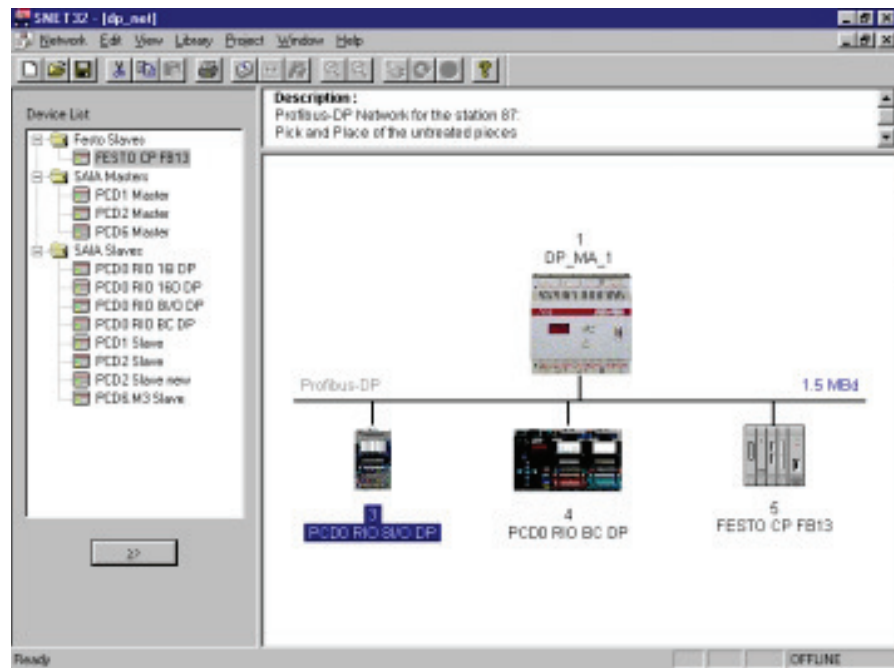 SNET32 - [dp_net]
Network Edit View Library Project Window Help
Device List
Festo Slaves
FESTO CP FB13
SAIA Masters
PCD1 Master
PCD2 Master
PCD6 Master
SAIA Slaves
PCD0 RIO 16I DP
PCD0 RIO 16O DP
PCD0 RIO 8I/O DP
PCD0 RIO BC DP
PCD1 Slave
PCD2 Slave
PCD2 Slave new
PCD6.M3 Slave
>>
Description:
Profibus-DP Network for the station 87:
Pick and Place of the untreated pieces
1
DP_MA_1
Profibus-DP
1.5 MBd
3
PCD0 RIO 8I/O DP
4
PCD0 RIO BC DP
5
FESTO CP FB13
Ready
OFFLINE